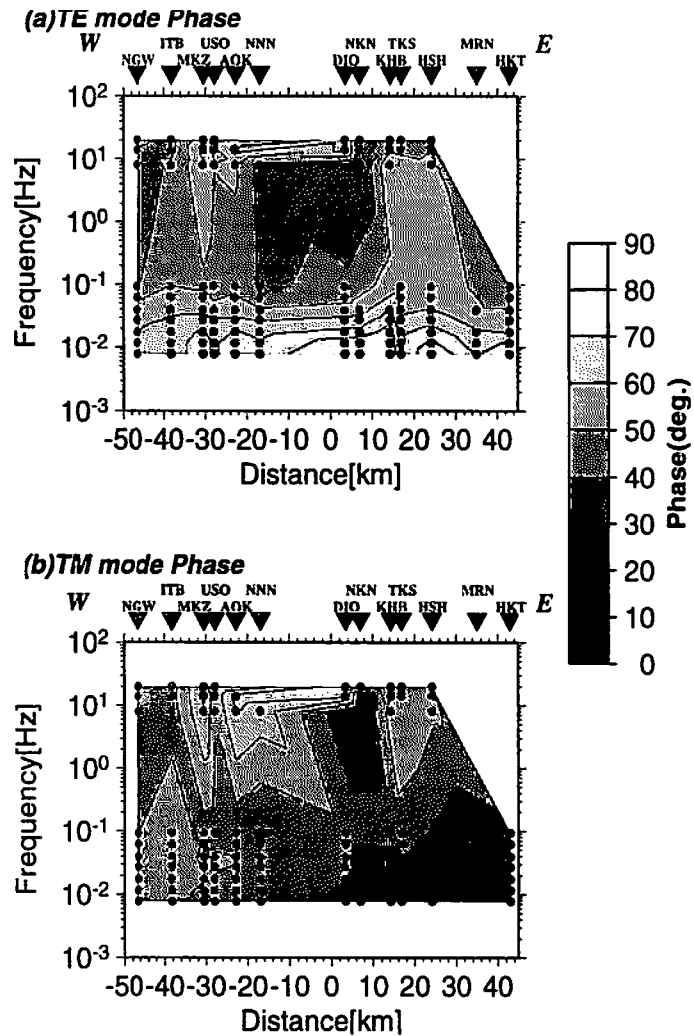 (a)TE mode Phase
W E
ITB USO NNN NKN TKS MRN
NGW MKZ AOK DIO KHB HSH HKT
10^2
10^1
10^0
10^-1
10^-2
10^-3
Frequency[Hz]
-50 -40 -30 -20 -10 0 10 20 30 40
Distance[km]
90
80
70
60
50
40
30
20
10
0
Phase(deg.)
(b)TM mode Phase
W E
ITB USO NNN NKN TKS MRN
NGW MKZ AOK DIO KHB HSH HKT
10^2
10^1
10^0
10^-1
10^-2
10^-3
Frequency[Hz]
-50 -40 -30 -20 -10 0 10 20 30 40
Distance[km]